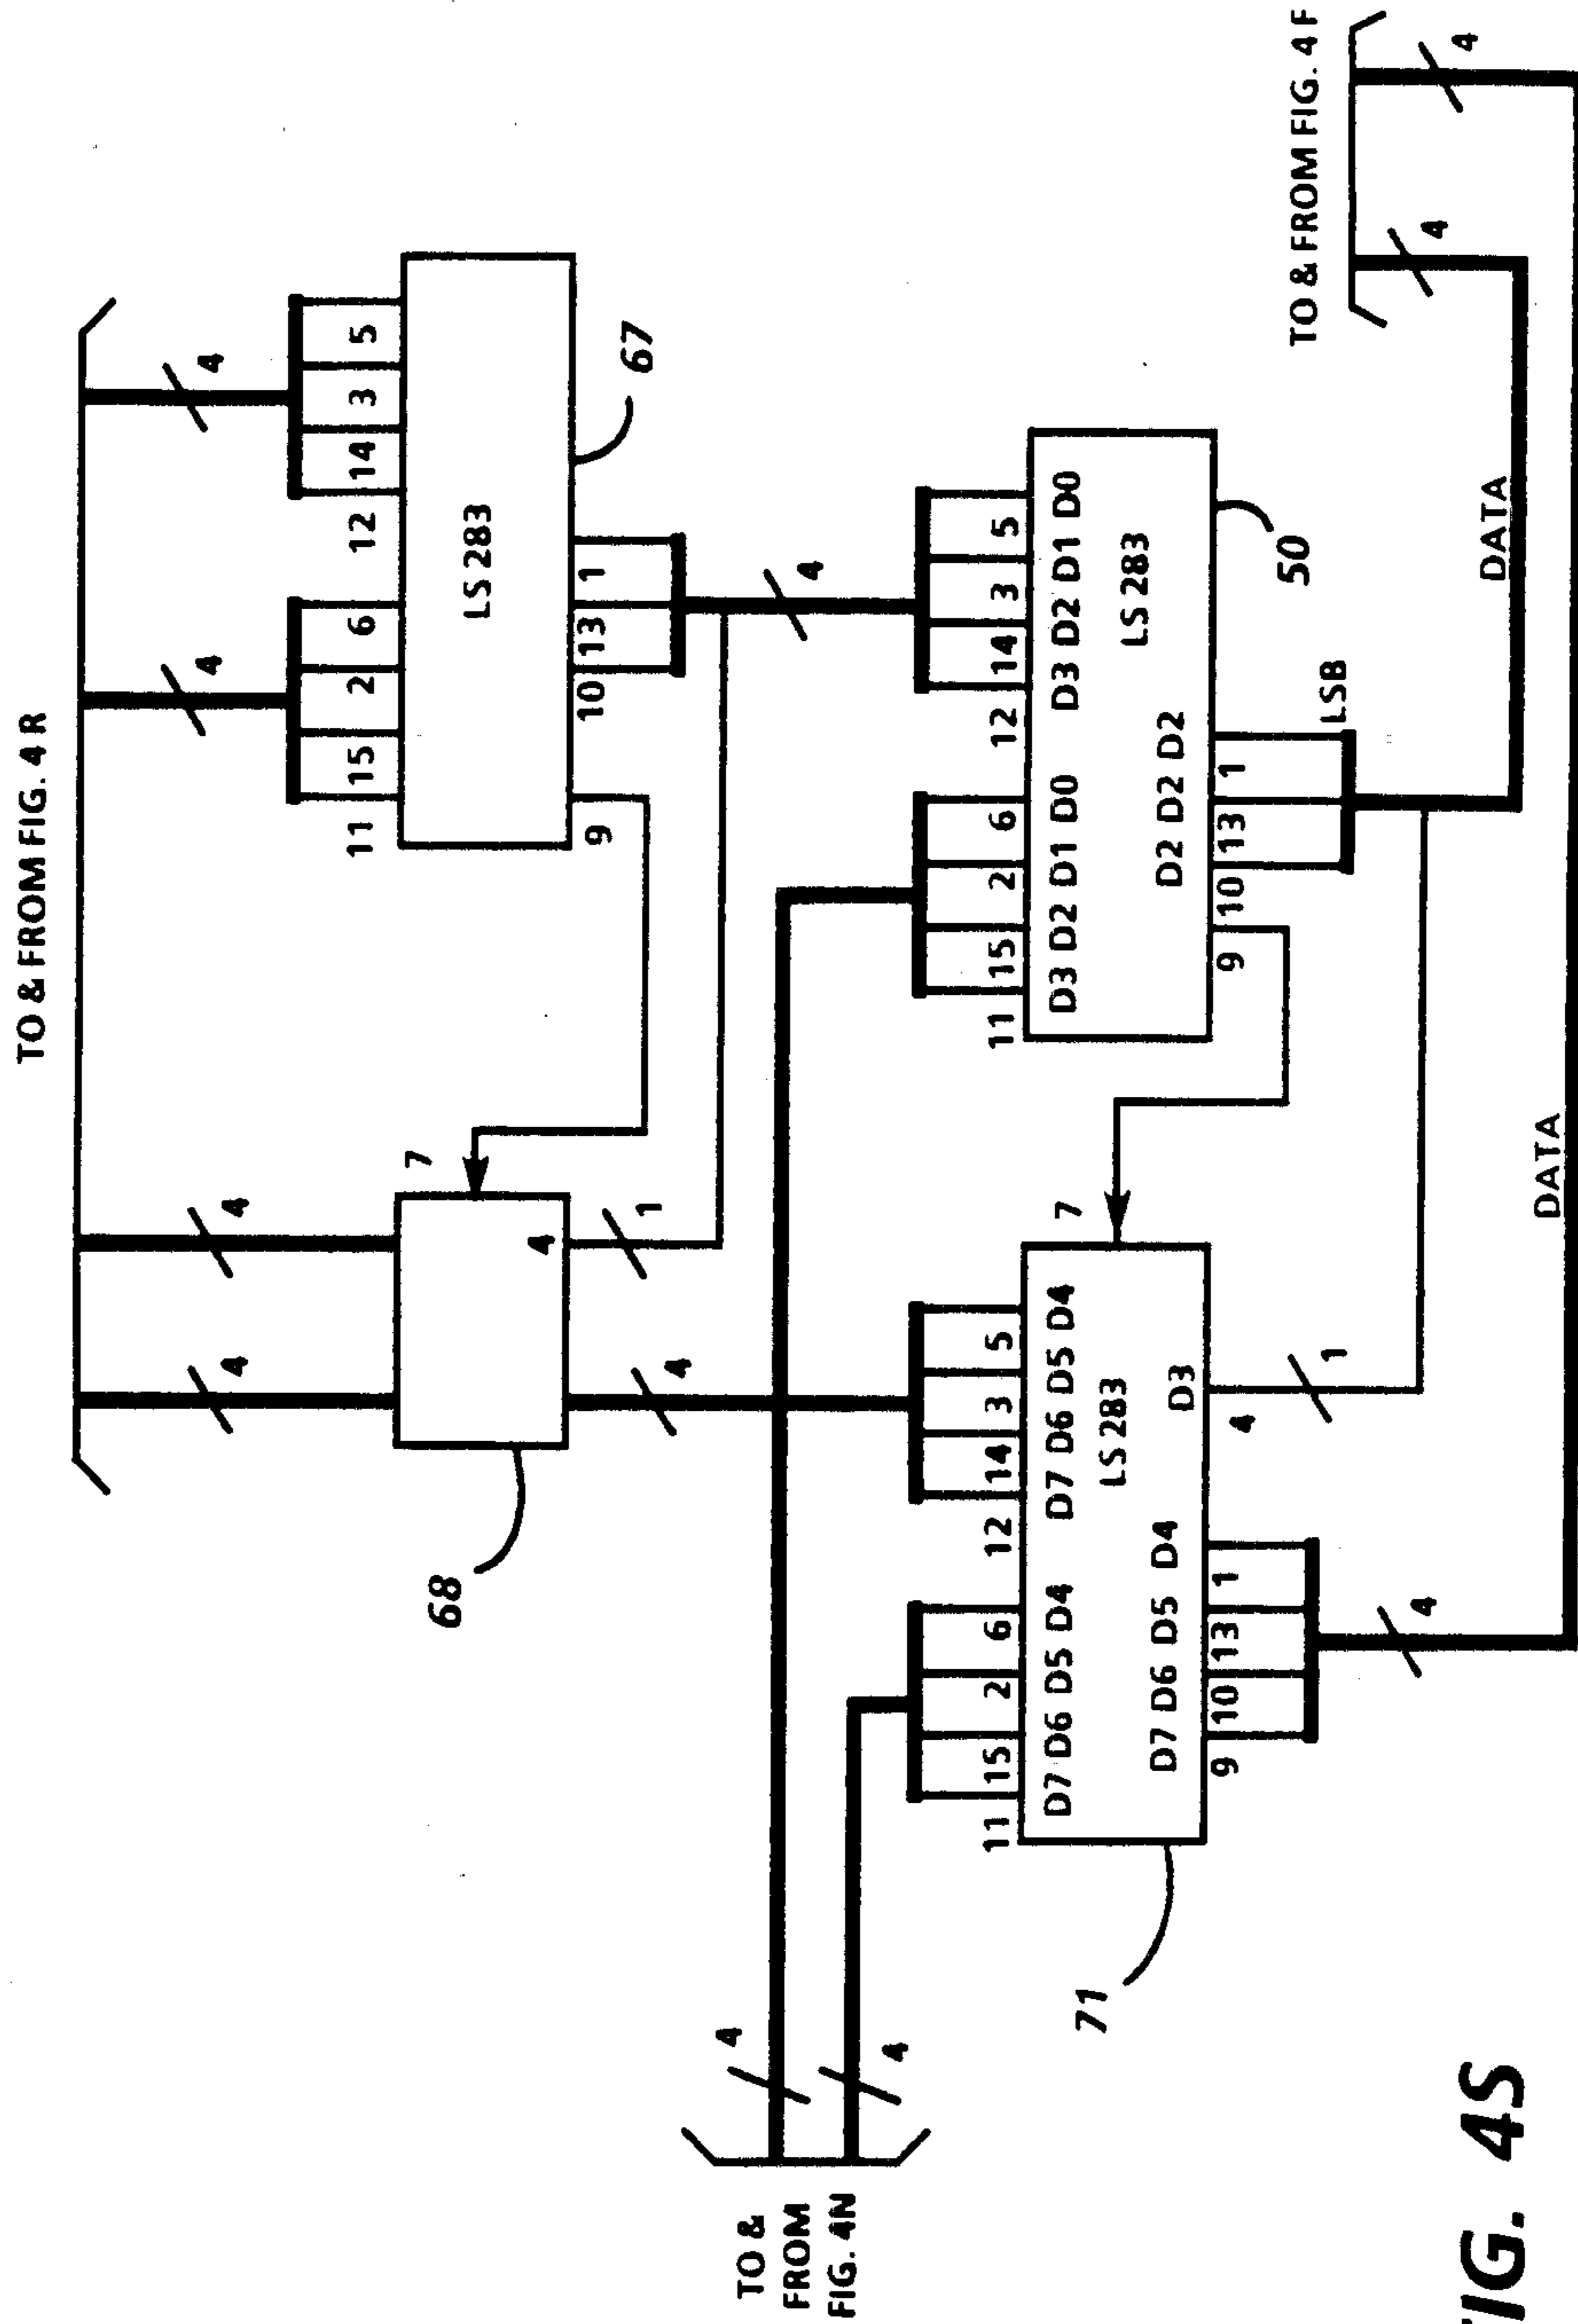 TO & FROM FIG. 4R
4 4 4 4
11 15 2 6 12 14 3 5
7
LS 283
67
4
9 10 13 1
68
4 1
4
4
TO &
FROM
FIG. 4N
4
11 15 2 6 12 14 3 5
D7 D6 D5 D4 D7 D6 D5 D4
7
LS 283
D7 D6 D5 D4 D3
9 10 13 1 4
71
4
1
11 15 2 6 12 14 3 5
D3 D2 D1 D0 D3 D2 D1 D0
LS 283
D2 D2 D2
9 10 13 1
LSB
50
TO & FROM FIG. 4F
4 4
DATA
DATA
IG. 4S